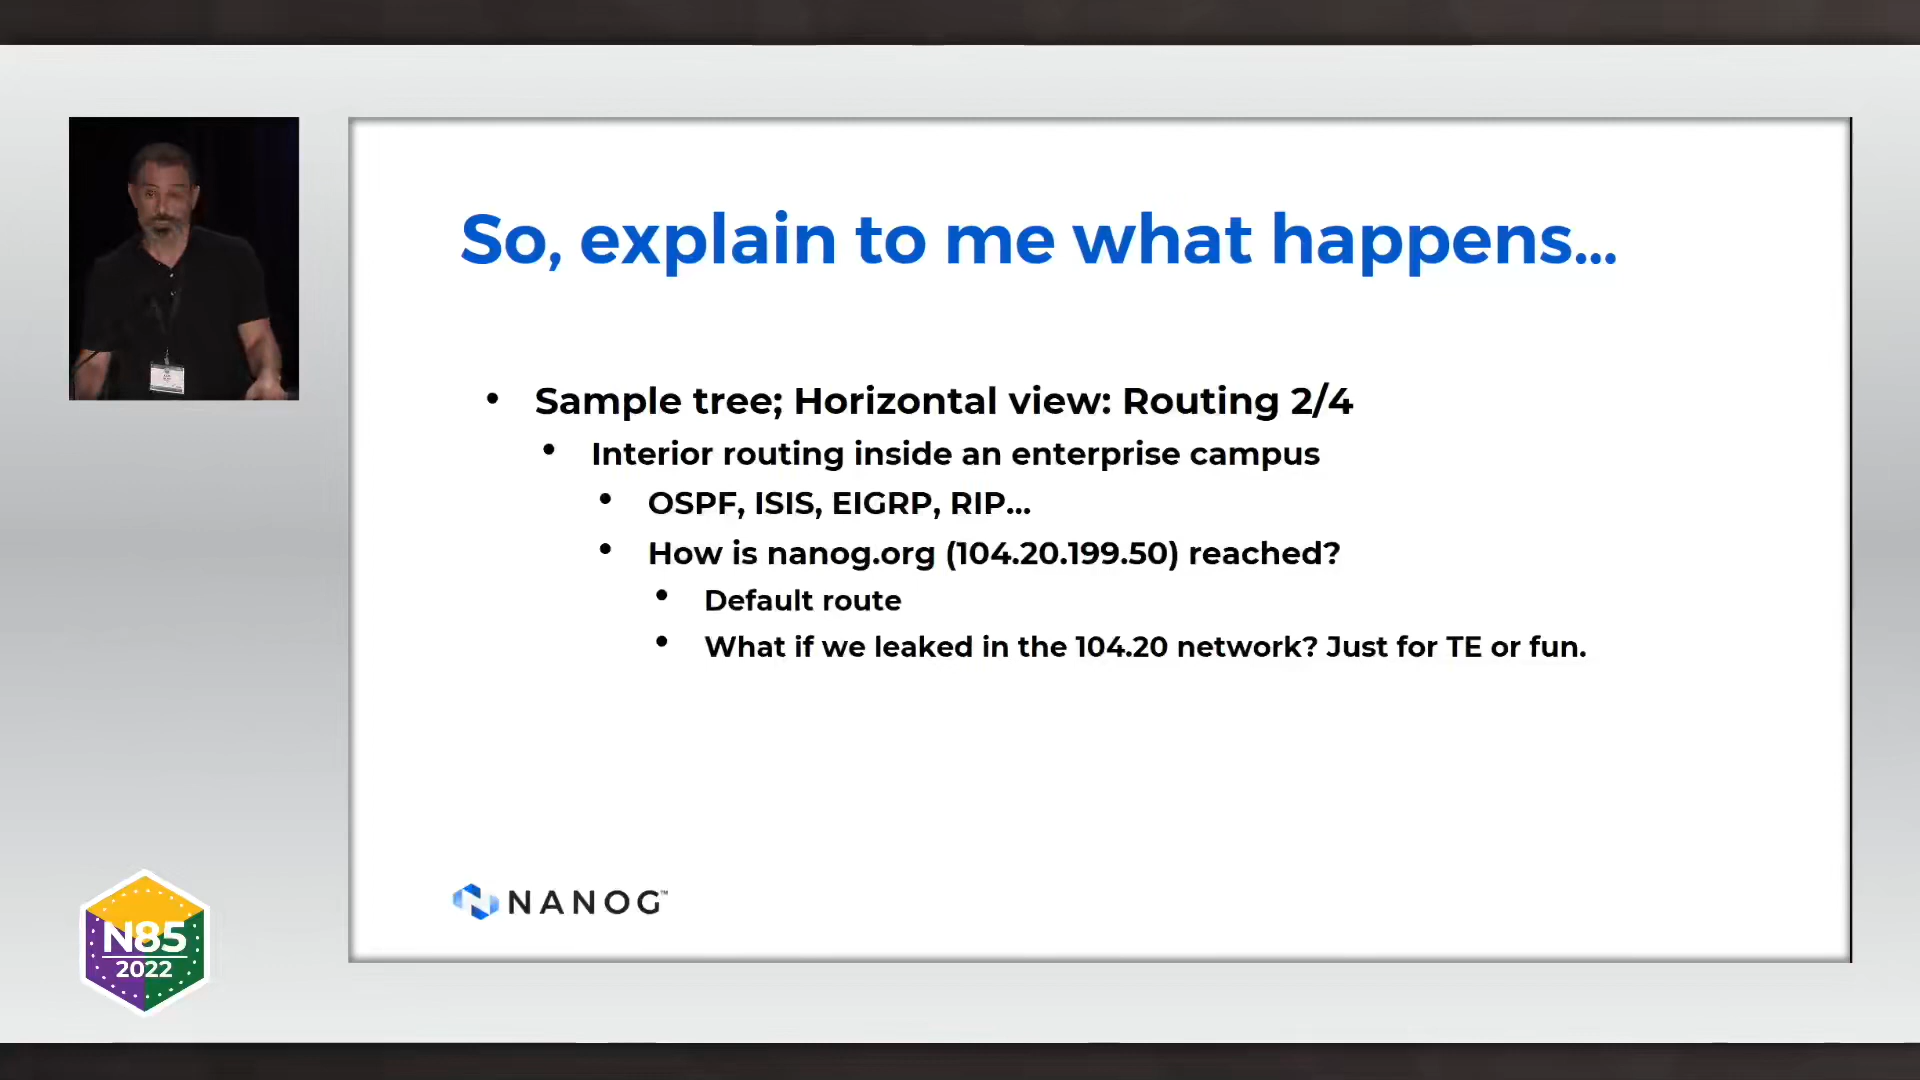 So, explain to me what happens...
• Sample tree; Horizontal view: Routing 2/4
• Interior routing inside an enterprise campus
• OSPF, ISIS, EIGRP, RIP...
• How is nanog.org (104.20.199.50) reached?
• Default route
• What if we leaked in the 104.20 network? Just for TE or fun.
NANOG™
N85
2022